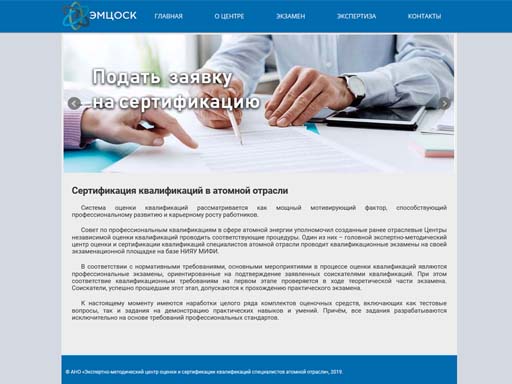 ЭМЦОСК
ГЛАВНАЯ
О ЦЕНТРЕ
ЭКЗАМЕН
ЭКСПЕРТИЗА
КОНТАКТЫ
Подать заявку
на сертификацию
Сертификация квалификаций в атомной отрасли
Система оценки квалификаций рассматривается как мощный мотивирующий фактор, способствующий
профессиональному развитию и карьерному росту работников.
Совет по профессиональным квалификациям в сфере атомной энергии уполномочил созданные ранее отраслевые Центры
независимой оценки квалификаций проводить соответствующие процедуры. Один из них – головной экспертно-методический
центр оценки и сертификации квалификаций специалистов атомной отрасли проводит квалификационные экзамены на своей
экзаменационной площадке на базе НИЯУ МИФИ.
В соответствии с нормативными требованиями, основными мероприятиями в процессе оценки квалификаций являются
профессиональные экзамены, ориентированные на подтверждение заявленных соискателями квалификаций. При этом
соответствие квалификационным требованиям на первом этапе проверяется в ходе теоретической части экзамена.
Соискатели, успешно прошедшие этот этап, допускаются к прохождению практического экзамена.
К настоящему моменту имеются наработки целого ряда комплектов оценочных средств, включающих как тестовые
вопросы, так и задания на демонстрацию практических навыков и умений. Причём, все задания разрабатываются
исключительно на основе требований профессиональных стандартов.
© АНО «Экспертно-методический центр оценки и сертификации квалификаций специалистов атомной отрасли», 2019.